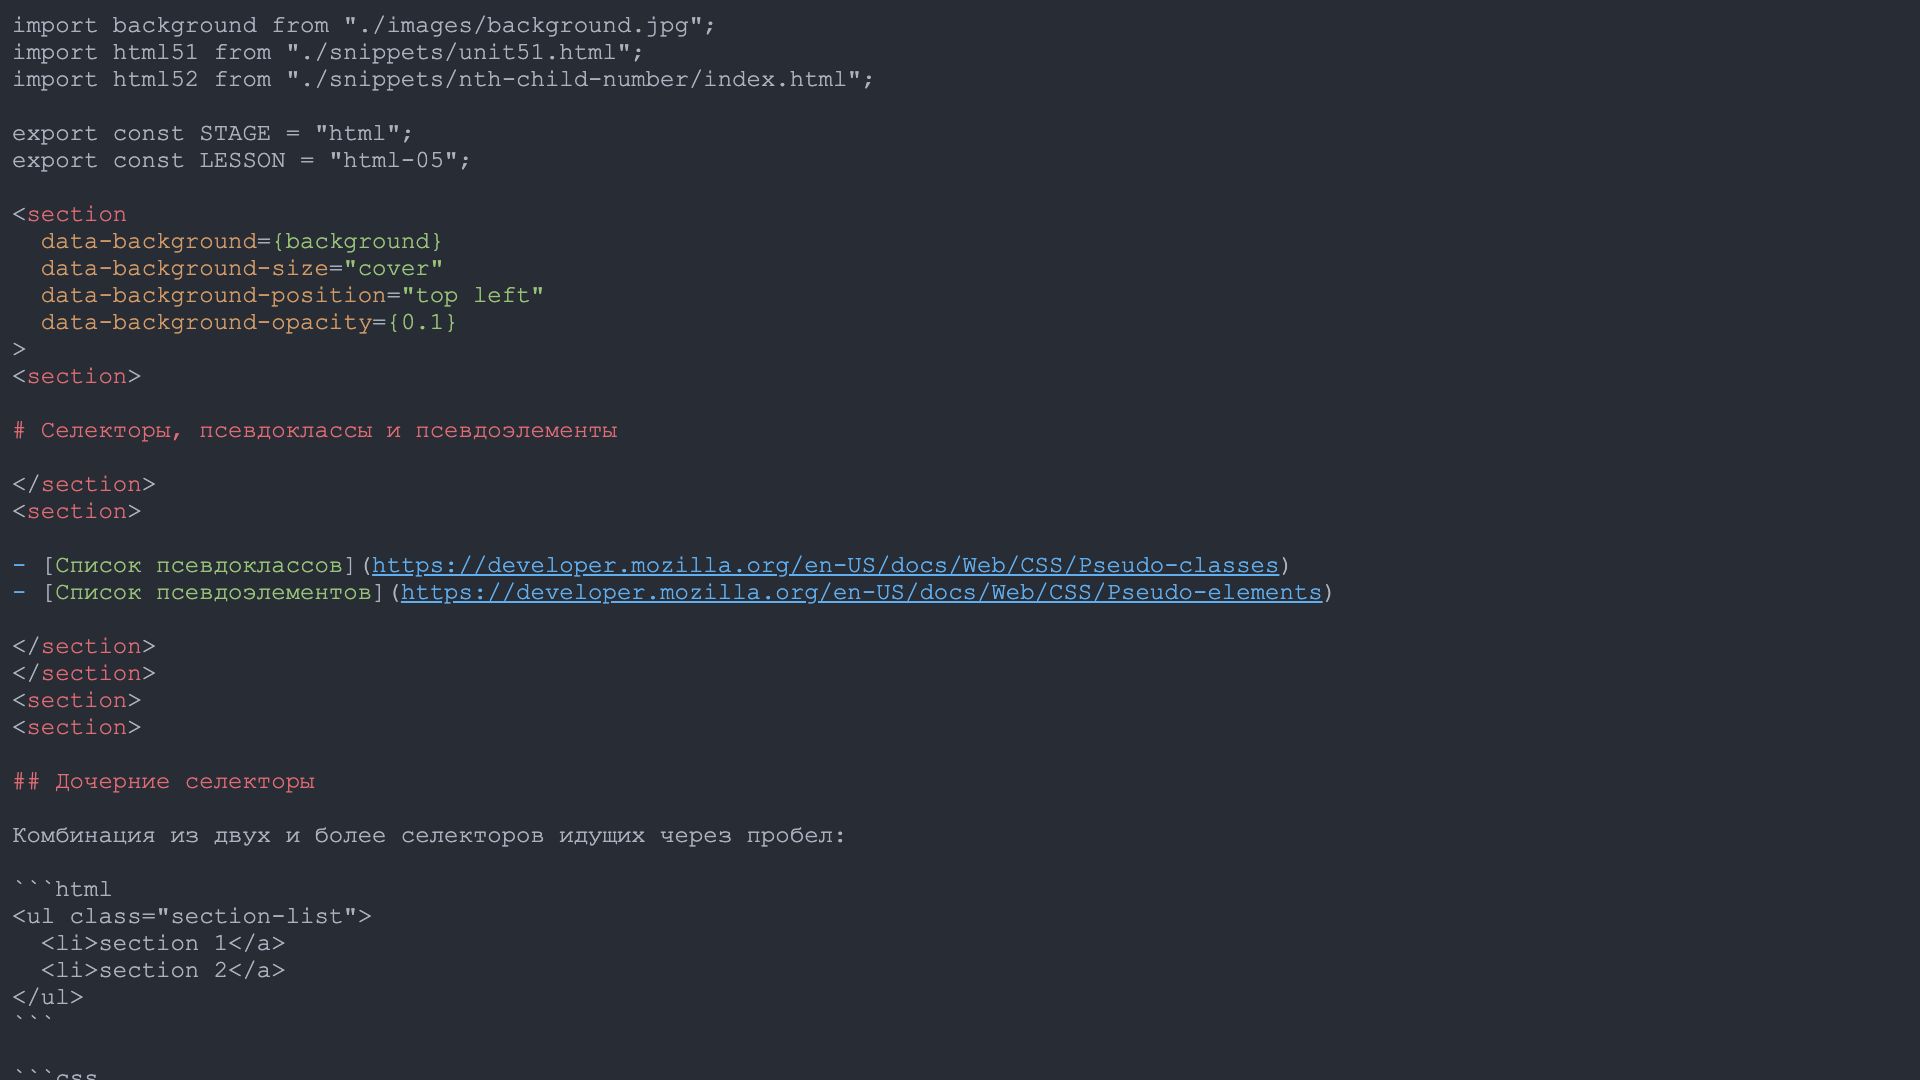 import background from "./images/background.jpg";
import html51 from "./snippets/unit51.html";
import html52 from "./snippets/nth-child-number/index.html";

export const STAGE = "html";
export const LESSON = "html-05";

<section
  data-background={background}
  data-background-size="cover"
  data-background-position="top left"
  data-background-opacity={0.1}
>
<section>

# Селекторы, псевдоклассы и псевдоэлементы

</section>
<section>

- [Список псевдоклассов](https://developer.mozilla.org/en-US/docs/Web/CSS/Pseudo-classes)
- [Список псевдоэлементов](https://developer.mozilla.org/en-US/docs/Web/CSS/Pseudo-elements)

</section>
</section>
<section>
<section>

## Дочерние селекторы

Комбинация из двух и более селекторов идущих через пробел:

```html
<ul class="section-list">
  <li>section 1</a>
  <li>section 2</a>
</ul>
```

```css